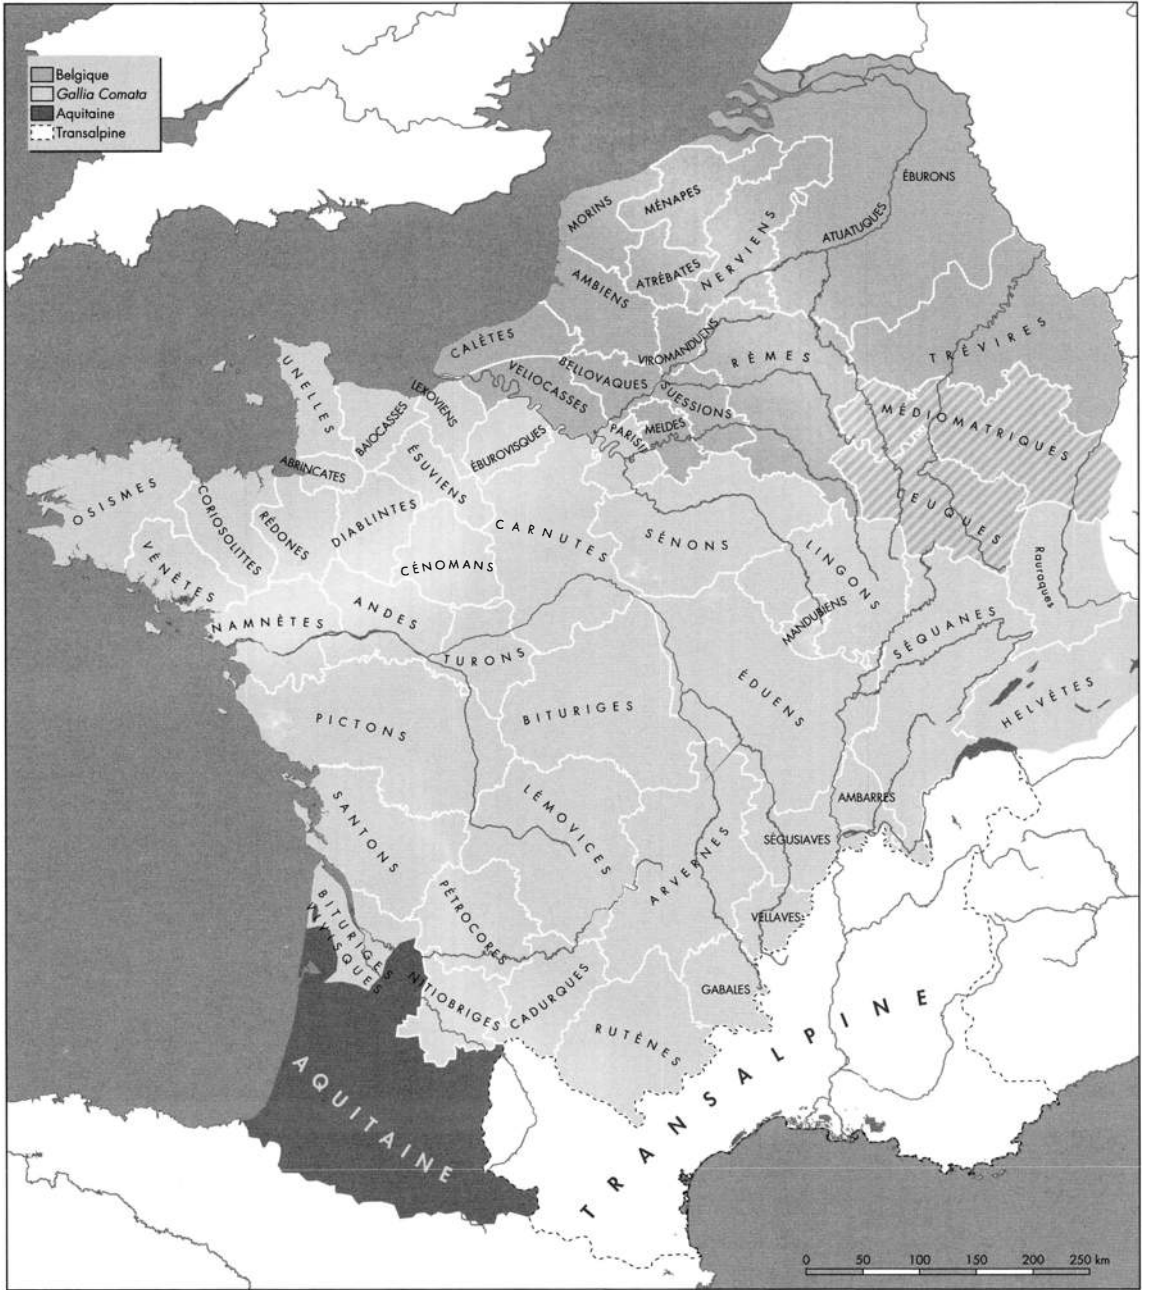 Belgique
Gallia Comata
Aquitaine
Transalpine
ÉBURONS
MORINS
MÉNAPES
NERVIENS
ATUATUQUES
ATRÉBATES
AMBIENS
CALÈTES
VIROMANDUENS
RÈMES
TRÉVIRES
BELLOVAQUES
VELIOCASSES
SUESSIONS
UNELLES
LEXOVIENS
BAIOCASSES
MÉDIOMATRIQUES
PARISII
MELDES
ÉSUVIENS
ÉBUROVISQUES
ABRINCATES
OSISMES
CORIOSOLITTES
RÉDONES
DIABLINTES
CARNUTES
SÉNONS
LEUQUES
LINGONS
VÉNÈTES
CÉNOMANS
Rauraques
NAMNÈTES
ANDES
MANDUBIENS
SÉQUANES
TURONS
ÉDUENS
HELVÈTES
PICTONS
BITURIGES
AMBARRES
SANTONS
LÉMOVICES
ARVERNES
SÉGUSIAVES
PÉTROCORES
VELLAVES
BITURIGES
VIVISQUES
NITIOBRIGES
CADURQUES
GABALES
RUTÈNES
AQUITAINE
TRANSALPINE
0 50 100 150 200 250 km